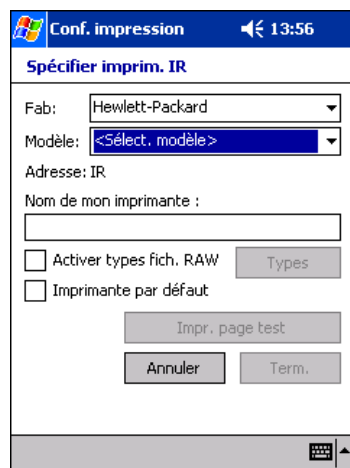 Conf. impression 13:56
Spécifier imprim. IR
Fab: Hewlett-Packard
Modèle: <Sélect. modèle>
Adresse: IR
Nom de mon imprimante :
Activer types fich. RAW Types
Imprimante par défaut
Impr. page test
Annuler Term.